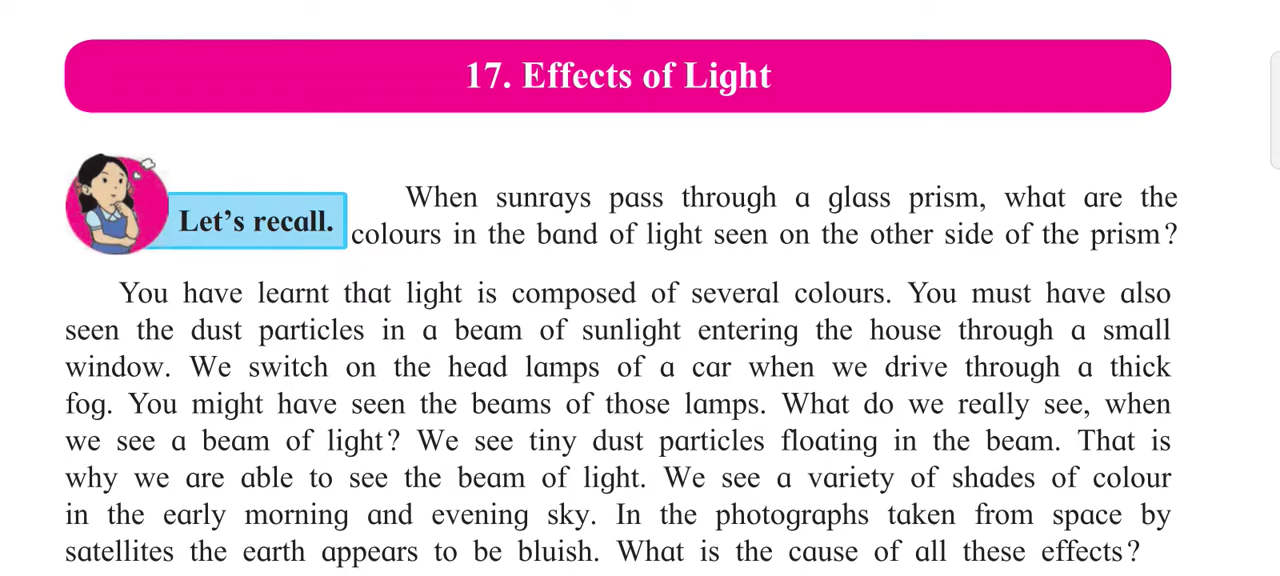 17. Effects of Light
Let's recall.
When sunrays pass through a glass prism, what are the
colours in the band of light seen on the other side of the prism?
You have learnt that light is composed of several colours. You must have also
seen the dust particles in a beam of sunlight entering the house through a small
window. We switch on the head lamps of a car when we drive through a thick
fog. You might have seen the beams of those lamps. What do we really see, when
we see a beam of light? We see tiny dust particles floating in the beam. That is
why we are able to see the beam of light. We see a variety of shades of colour
in the early morning and evening sky. In the photographs taken from space by
satellites the earth appears to be bluish. What is the cause of all these effects?